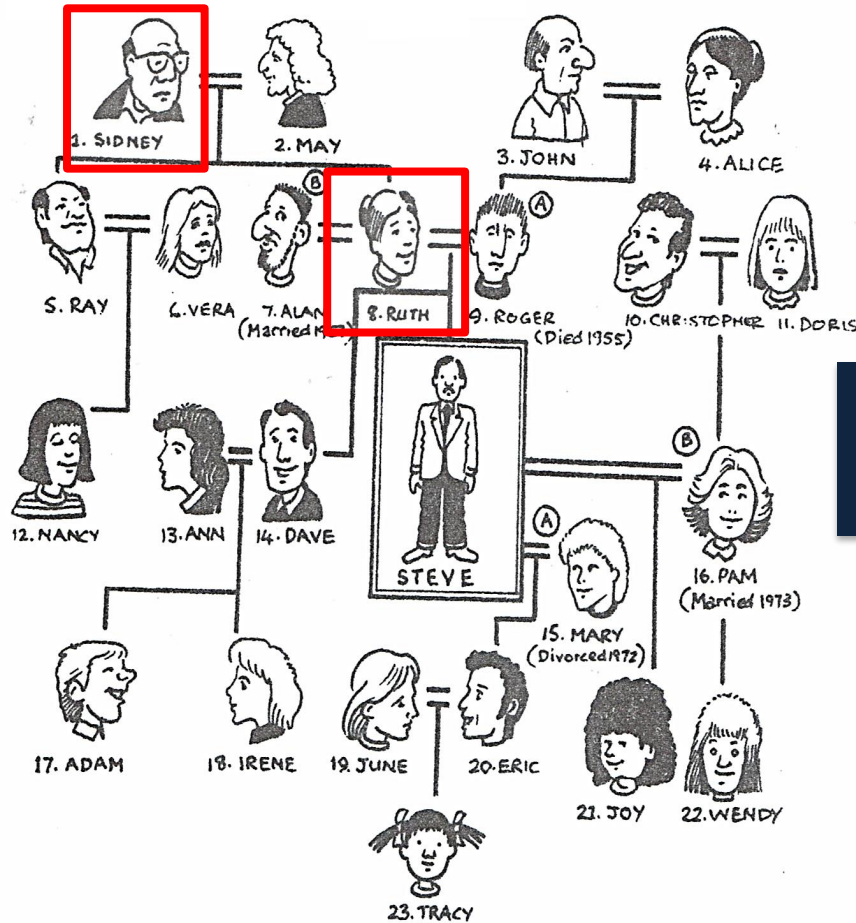 1. SIDNEY
2. MAY
3. JOHN
4. ALICE
B
A
5. RAY
6. VERA
7. ALAN
(Married
8. RUTH
9. ROGER
(Died 1955)
10. CHRISTOPHER
11. DORIS
B
12. NANCY
13. ANN
14. DAVE
A
STEVE
15. MARY
(Divorced 1972)
16. PAM
(Married 1973)
17. ADAM
18. IRENE
19. JUNE
20. ERIC
21. JOY
22. WENDY
23. TRACY